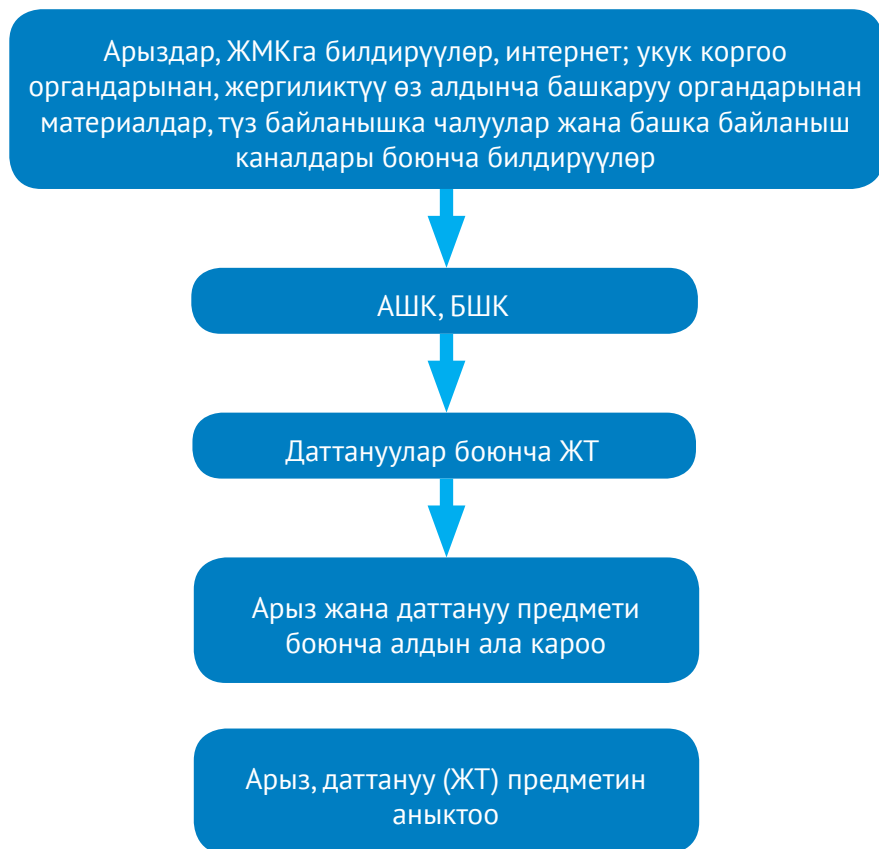 Арыздар, ЖМКга билдирүүлөр, интернет; укук коргоо
органдарынан, жергиликтүү өз алдынча башкаруу органдарынан
материалдар, түз байланышка чалуулар жана башка байланыш
каналдары боюнча билдирүүлөр
АШК, БШК
Даттануулар боюнча ЖТ
Арыз жана даттануу предмети
боюнча алдын ала кароо
Арыз, даттануу (ЖТ) предметин
аныктоо